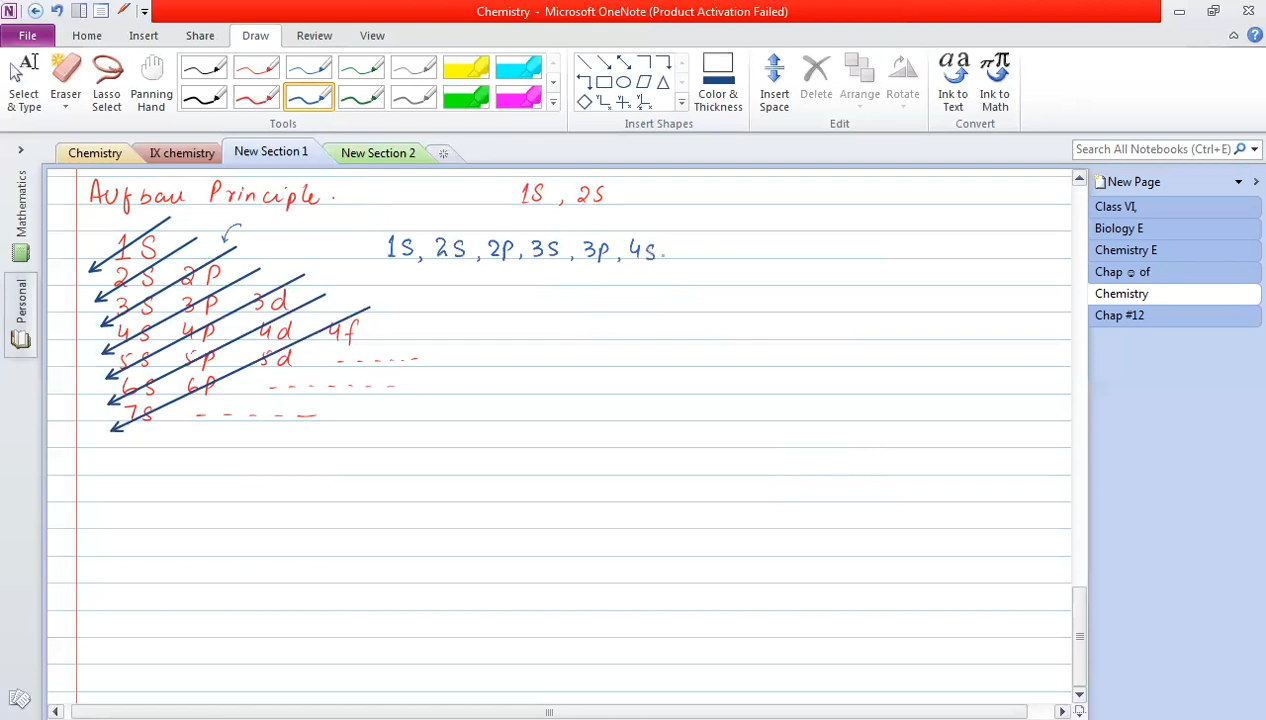 Chemistry - Microsoft OneNote (Product Activation Failed)
File Home Insert Share Draw Review View
Select & Type
Eraser
Lasso Select
Panning Hand
Color & Thickness
Insert Space
Delete
Arrange
Rotate
Ink to Text
Ink to Math
Tools
Insert Shapes
Edit
Convert
Chemistry
IX chemistry
New Section 1
New Section 2
Search All Notebooks (Ctrl+E)
Mathematics
Personal
New Page
Class VI,
Biology E
Chemistry E
Chap ☺ of
Chemistry
Chap #12
Aufbau Principle.
1S , 2S
1S, 2S, 2P, 3S, 3P, 4S.
1S
2S 2P
3S 3P 3d
4S 4P 4d 4f
5S 5P 5d ------
6S 6P -------
7S -----